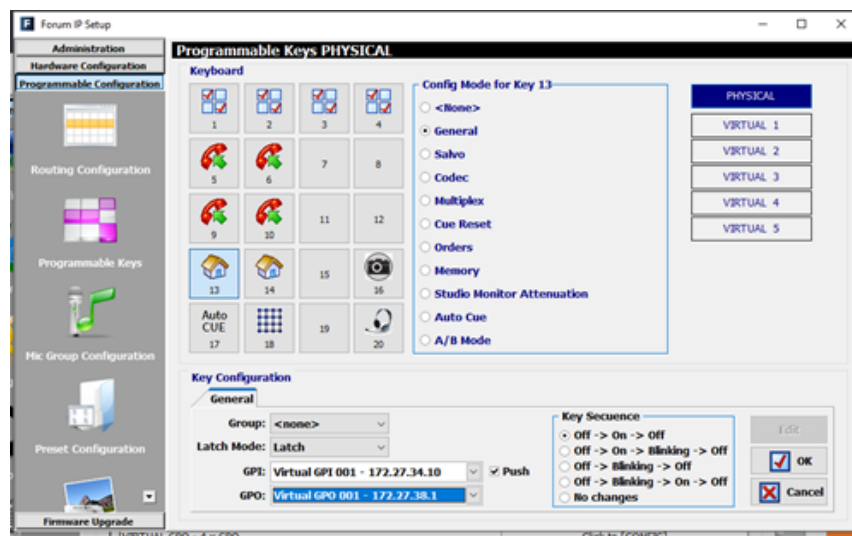 Forum IP Setup
Administration
Hardware Configuration
Programmable Configuration
Routing Configuration
Programmable Keys
Mic Group Configuration
Preset Configuration
Firmware Upgrade
Programmable Keys PHYSICAL
Keyboard
1 2 3 4
5 6 7 8
9 10 11 12
13 14 15 16
Auto CUE
17 18 19 20
Config Mode for Key 13
<None>
General
Salvo
Codec
Multiplex
Cue Reset
Orders
Memory
Studio Monitor Attenuation
Auto Cue
A/B Mode
PHYSICAL
VIRTUAL 1
VIRTUAL 2
VIRTUAL 3
VIRTUAL 4
VIRTUAL 5
Key Configuration
General
Group: <none>
Latch Mode: Latch
GPI: Virtual GPI 001 - 172.27.34.10 Push
GPO: Virtual GPO 001 - 172.27.38.1
Key Secuence
Off -> On -> Off
Off -> On -> Blinking -> Off
Off -> Blinking -> Off
Off -> Blinking -> On -> Off
No changes
Edit
OK
Cancel